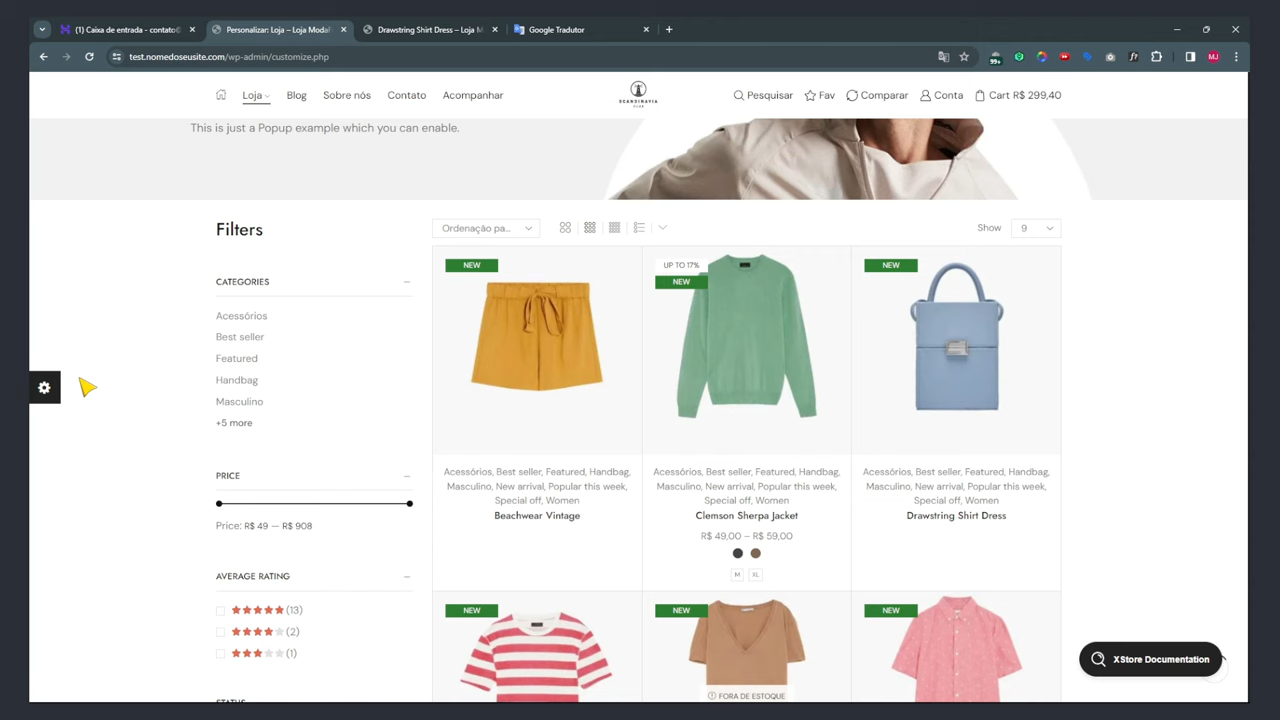 (1) Caixa de entrada - contato@
Personalizar: Loja – Loja Modal
Drawstring Shirt Dress – Loja M
Google Tradutor
test.nomedoseusite.com/wp-admin/customize.php
99+
f?
MJ
Loja
Blog
Sobre nós
Contato
Acompanhar
SCANDINAVIA
CLUB
Pesquisar
Fav
Comparar
Conta
Cart R$ 299,40
This is just a Popup example which you can enable.
Filters
Ordenação pa...
Show
9
CATEGORIES
Acessórios
Best seller
Featured
Handbag
Masculino
+5 more
PRICE
Price: R$ 49 — R$ 908
AVERAGE RATING
(13)
(2)
(1)
STATUS
NEW
Acessórios, Best seller, Featured, Handbag,
Masculino, New arrival, Popular this week,
Special off, Women
Beachwear Vintage
UP TO 17%
NEW
Acessórios, Best seller, Featured, Handbag,
Masculino, New arrival, Popular this week,
Special off, Women
Clemson Sherpa Jacket
R$ 49,00 – R$ 59,00
M
XL
NEW
Acessórios, Best seller, Featured, Handbag,
Masculino, New arrival, Popular this week,
Special off, Women
Drawstring Shirt Dress
NEW
NEW
FORA DE ESTOQUE
NEW
XStore Documentation